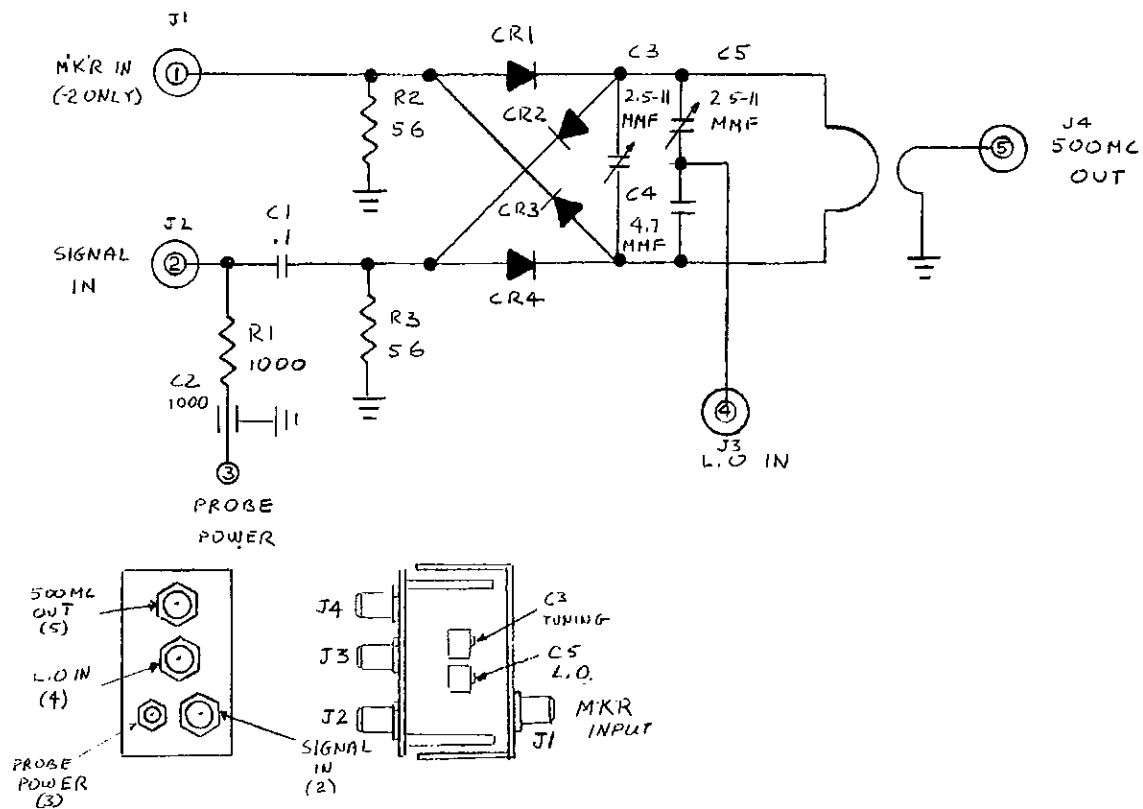 J1
M'K'R IN
(-2 ONLY)
1
R2
56
CR1
CR2
CR3
CR4
C3
2.5-11
MMF
C5
2.5-11
MMF
C4
4.7
MMF
J4
500MC
OUT
5
J2
SIGNAL
IN
2
C1
.1
R1
1000
C2
1000
R3
56
3
PROBE
POWER
4
J3
L.O IN
500MC
OUT
(5)
L.O IN
(4)
PROBE
POWER
(3)
SIGNAL
IN
(2)
J4
J3
J2
C3
TUNING
C5
L.O.
MKR
INPUT
J1